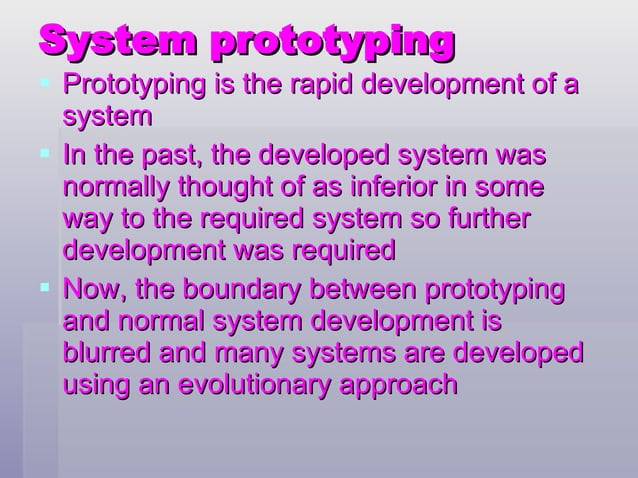 System prototyping
Prototyping is the rapid development of a
system
In the past, the developed system was
normally thought of as inferior in some
way to the required system so further
development was required
Now, the boundary between prototyping
and normal system development is
blurred and many systems are developed
using an evolutionary approach